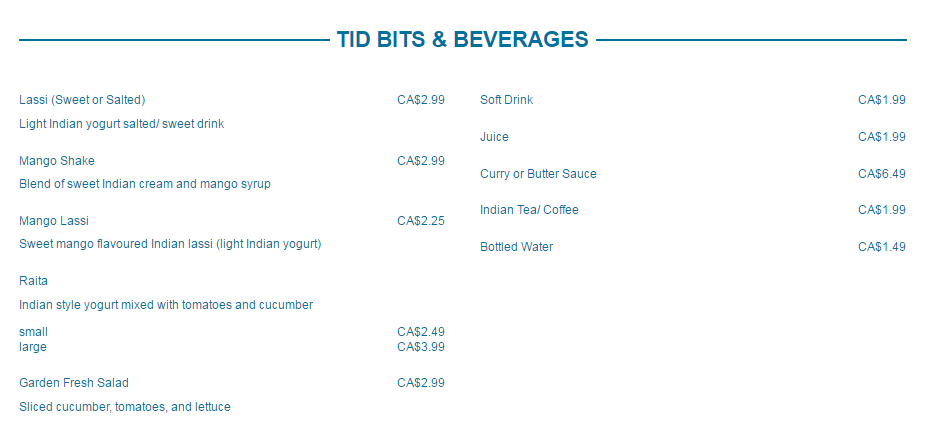 TID BITS & BEVERAGES
Lassi (Sweet or Salted) CA$2.99
Light Indian yogurt salted/ sweet drink
Mango Shake CA$2.99
Blend of sweet Indian cream and mango syrup
Mango Lassi CA$2.25
Sweet mango flavoured Indian lassi (light Indian yogurt)
Raita
Indian style yogurt mixed with tomatoes and cucumber
small CA$2.49
large CA$3.99
Garden Fresh Salad CA$2.99
Sliced cucumber, tomatoes, and lettuce
Soft Drink CA$1.99
Juice CA$1.99
Curry or Butter Sauce CA$6.49
Indian Tea/ Coffee CA$1.99
Bottled Water CA$1.49